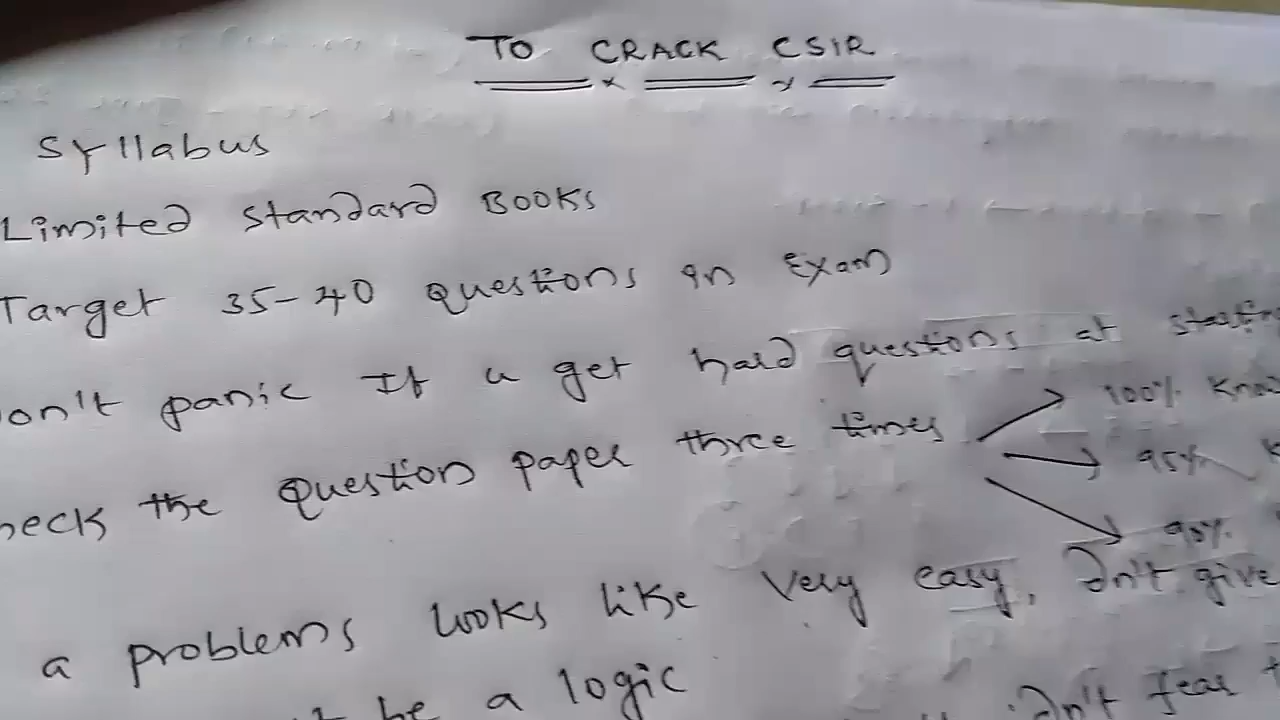 TO CRACK CSIR
Syllabus
Limited standard Books
Target 35-40 questions in Exam
on't panic If u get hard questions at
100%
heck the question paper three times
95%
90%
a problems looks like very easy, don't give
be a logic
don't fear